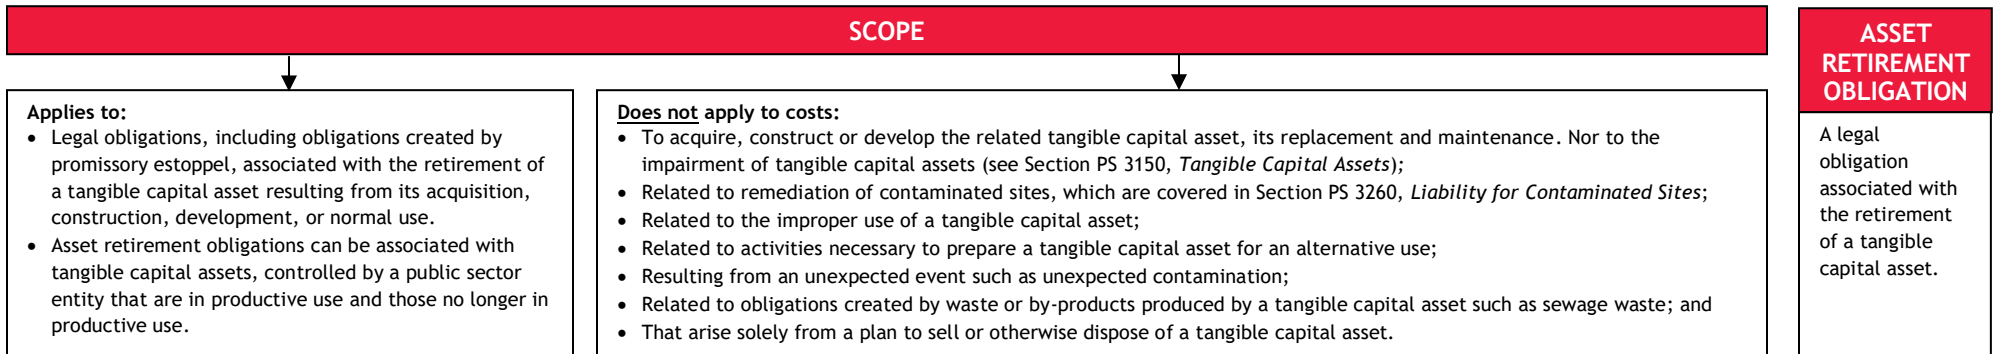 SCOPE
Applies to:
• Legal obligations, including obligations created by
promissory estoppel, associated with the retirement of
a tangible capital asset resulting from its acquisition,
construction, development, or normal use.
• Asset retirement obligations can be associated with
tangible capital assets, controlled by a public sector
entity that are in productive use and those no longer in
productive use.
Does not apply to costs:
• To acquire, construct or develop the related tangible capital asset, its replacement and maintenance. Nor to the
impairment of tangible capital assets (see Section PS 3150, Tangible Capital Assets);
• Related to remediation of contaminated sites, which are covered in Section PS 3260, Liability for Contaminated Sites;
• Related to the improper use of a tangible capital asset;
• Related to activities necessary to prepare a tangible capital asset for an alternative use;
• Resulting from an unexpected event such as unexpected contamination;
• Related to obligations created by waste or by-products produced by a tangible capital asset such as sewage waste; and
• That arise solely from a plan to sell or otherwise dispose of a tangible capital asset.
ASSET
RETIREMENT
OBLIGATION
A legal
obligation
associated with
the retirement
of a tangible
capital asset.